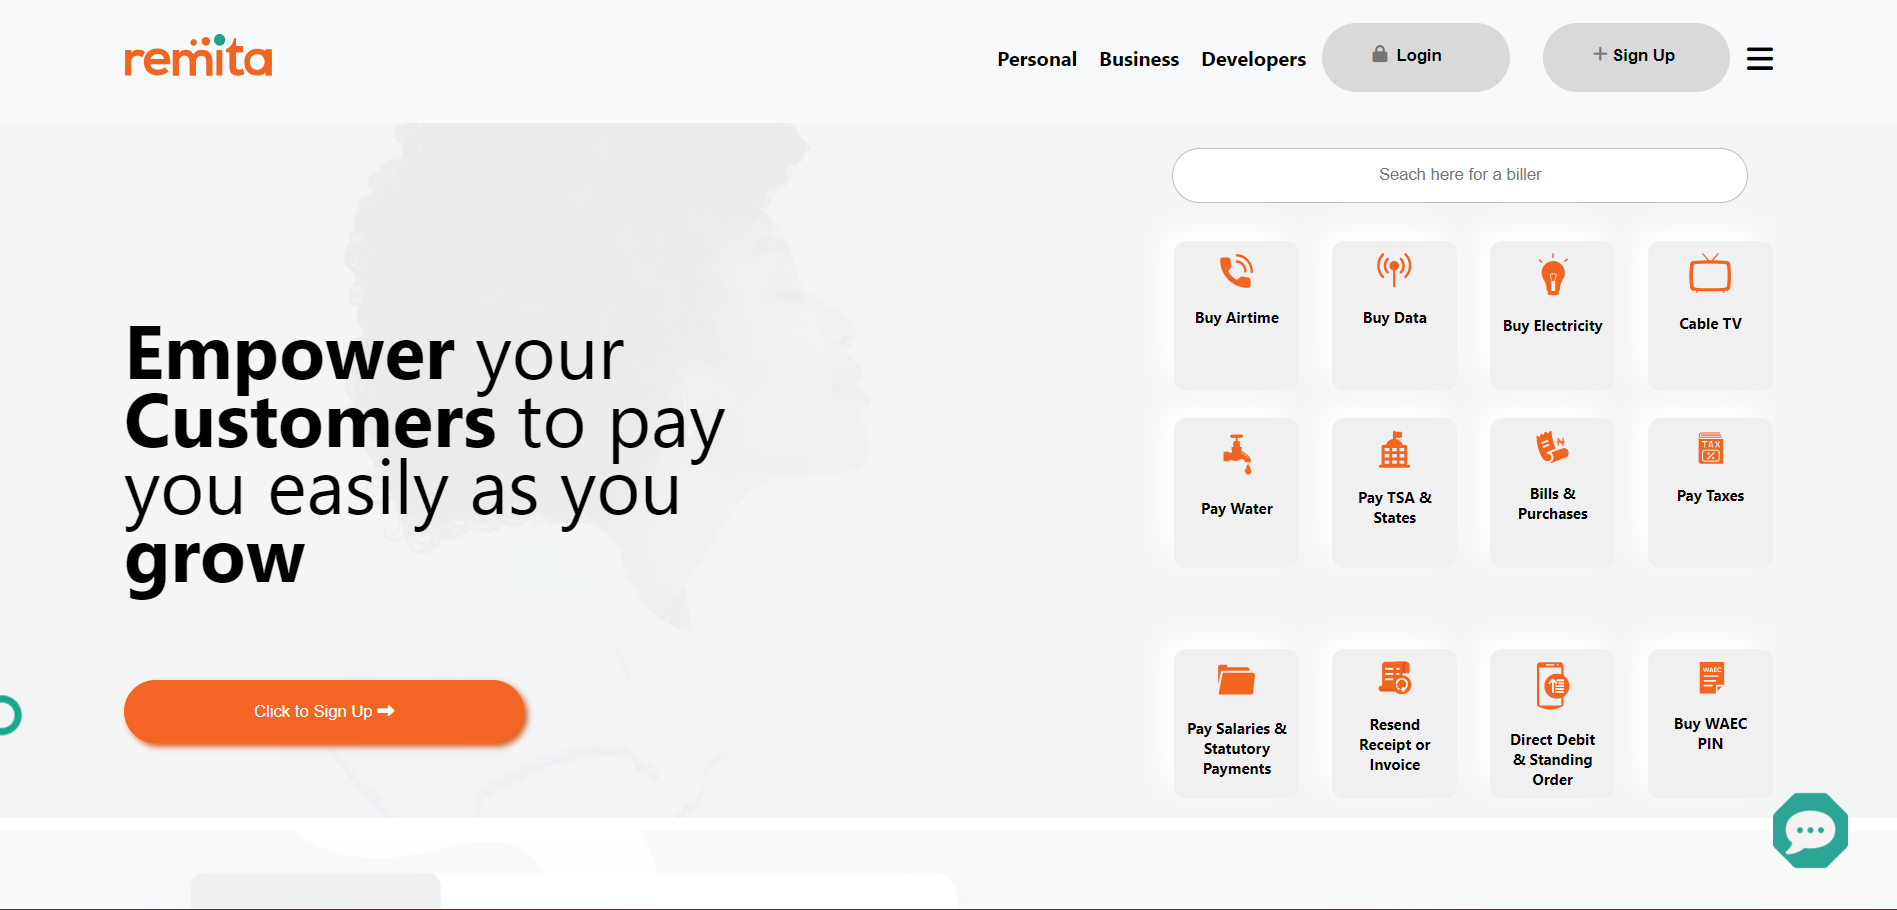 remita
Personal Business Developers Login Sign Up
Seach here for a biller
Buy Airtime
Buy Data
Buy Electricity
Cable TV
Empower your
Customers to pay
you easily as you
grow
Click to Sign Up
Pay Water
Pay TSA &
States
N
Bills &
Purchases
TAX
%
Pay Taxes
Pay Salaries &
Statutory
Payments
Resend
Receipt or
Invoice
Direct Debit
& Standing
Order
WAEC
Buy WAEC
PIN